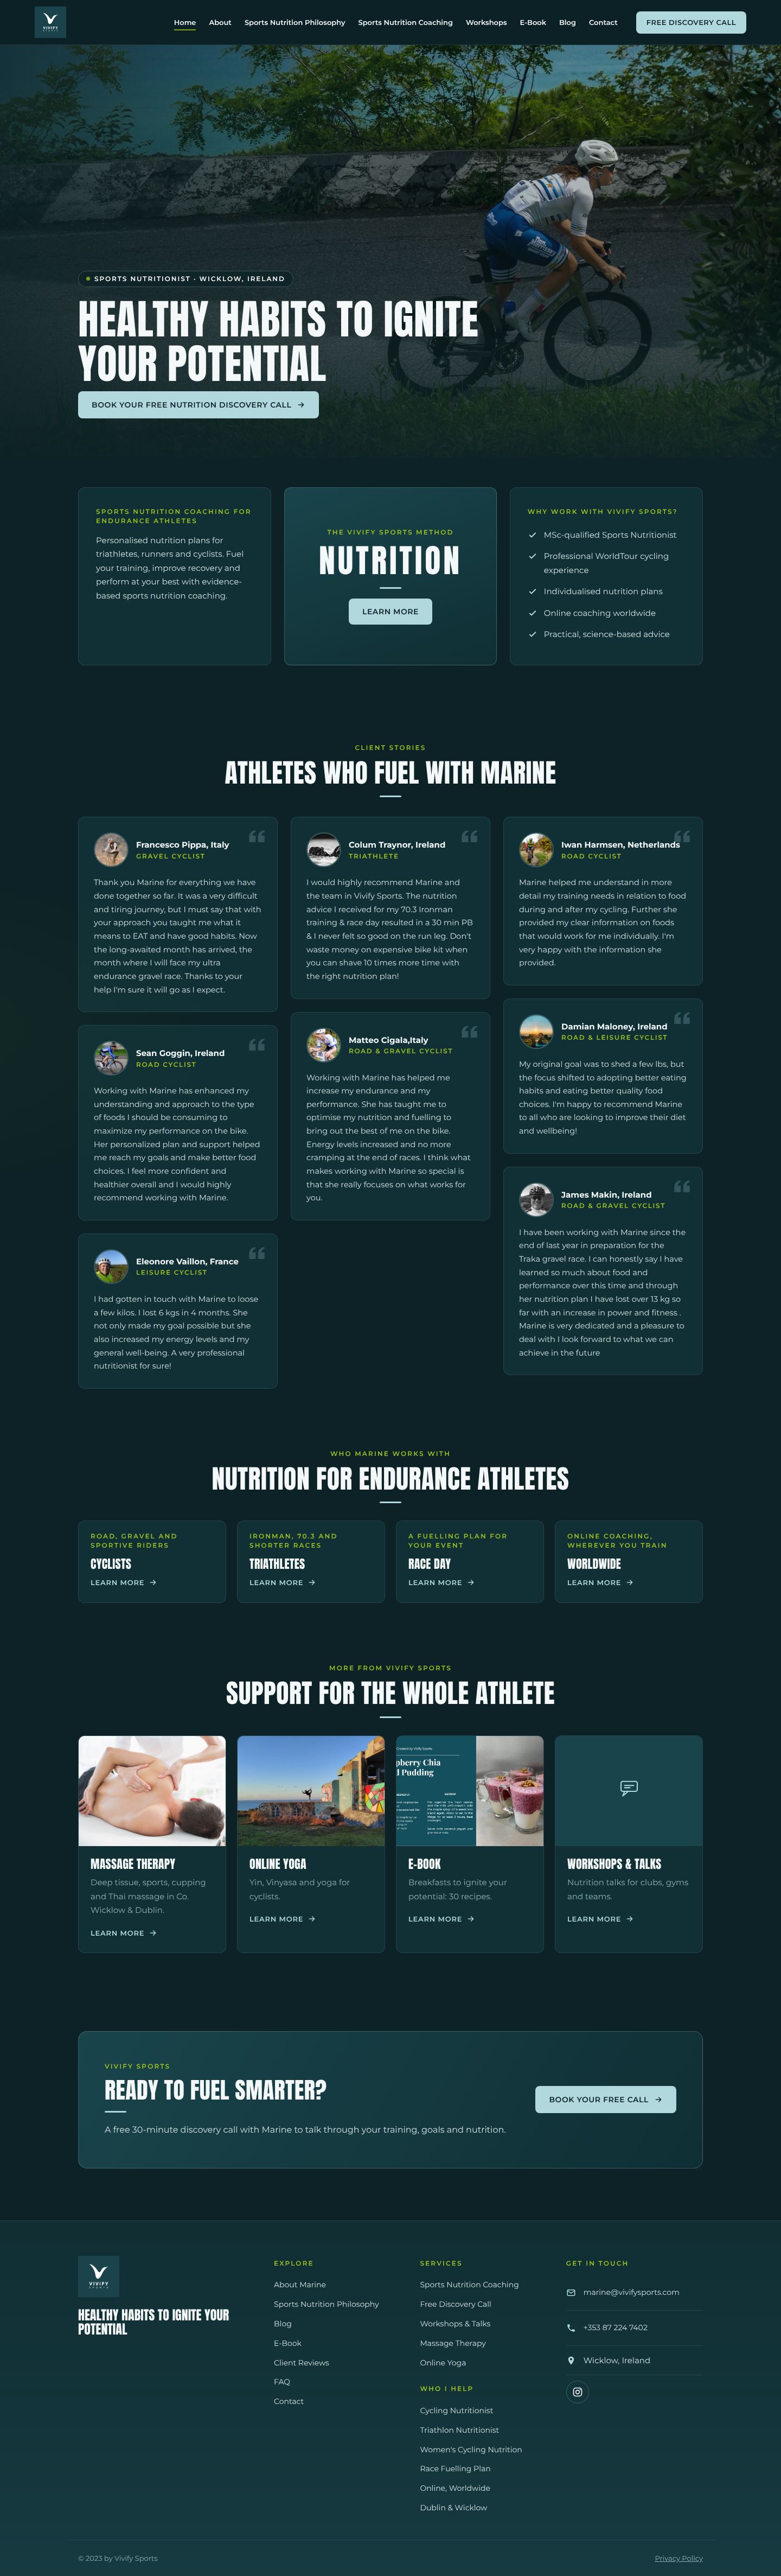 VIVIFY
SPORTS
Home
About
Sports Nutrition Philosophy
Sports Nutrition Coaching
Workshops
E-Book
Blog
Contact
FREE DISCOVERY CALL
SPORTS NUTRITIONIST · WICKLOW, IRELAND
HEALTHY HABITS TO IGNITE
YOUR POTENTIAL
BOOK YOUR FREE NUTRITION DISCOVERY CALL →
SPORTS NUTRITION COACHING FOR
ENDURANCE ATHLETES
Personalised nutrition plans for
triathletes, runners and cyclists. Fuel
your training, improve recovery and
perform at your best with evidence-
based sports nutrition coaching.
THE VIVIFY SPORTS METHOD
NUTRITION
LEARN MORE
WHY WORK WITH VIVIFY SPORTS?
MSc-qualified Sports Nutritionist
Professional WorldTour cycling
experience
Individualised nutrition plans
Online coaching worldwide
Practical, science-based advice
CLIENT STORIES
ATHLETES WHO FUEL WITH MARINE
Francesco Pippa, Italy
GRAVEL CYCLIST
Thank you Marine for everything we have
done together so far. It was a very difficult
and tiring journey, but I must say that with
your approach you taught me what it
means to EAT and have good habits. Now
the long-awaited month has arrived, the
month where I will face my ultra
endurance gravel race. Thanks to your
help I'm sure it will go as I expect.
Sean Goggin, Ireland
ROAD CYCLIST
Working with Marine has enhanced my
understanding and approach to the type
of foods I should be consuming to
maximize my performance on the bike.
Her personalized plan and support helped
me reach my goals and make better food
choices. I feel more confident and
healthier overall and I would highly
recommend working with Marine.
Eleonore Vaillon, France
LEISURE CYCLIST
I had gotten in touch with Marine to loose
a few kilos. I lost 6 kgs in 4 months. She
not only made my goal possible but she
also increased my energy levels and my
general well-being. A very professional
nutritionist for sure!
Colum Traynor, Ireland
TRIATHLETE
I would highly recommend Marine and
the team in Vivify Sports. The nutrition
advice I received for my 70.3 Ironman
training & race day resulted in a 30 min PB
& I never felt so good on the run leg. Don't
waste money on expensive bike kit when
you can shave 10 times more time with
the right nutrition plan!
Matteo Cigala,Italy
ROAD & GRAVEL CYCLIST
Working with Marine has helped me
increase my endurance and my
performance. She has taught me to
optimise my nutrition and fuelling to
bring out the best of me on the bike.
Energy levels increased and no more
cramping at the end of races. I think what
makes working with Marine so special is
that she really focuses on what works for
you.
Iwan Harmsen, Netherlands
ROAD CYCLIST
Marine helped me understand in more
detail my training needs in relation to food
during and after my cycling. Further she
provided my clear information on foods
that would work for me individually. I'm
very happy with the information she
provided.
Damian Maloney, Ireland
ROAD & LEISURE CYCLIST
My original goal was to shed a few lbs, but
the focus shifted to adopting better eating
habits and eating better quality food
choices. I'm happy to recommend Marine
to all who are looking to improve their diet
and wellbeing!
James Makin, Ireland
ROAD & GRAVEL CYCLIST
I have been working with Marine since the
end of last year in preparation for the
Traka gravel race. I can honestly say I have
learned so much about food and
performance over this time and through
her nutrition plan I have lost over 13 kg so
far with an increase in power and fitness .
Marine is very dedicated and a pleasure to
deal with I look forward to what we can
achieve in the future
WHO MARINE WORKS WITH
NUTRITION FOR ENDURANCE ATHLETES
ROAD, GRAVEL AND
SPORTIVE RIDERS
CYCLISTS
LEARN MORE →
IRONMAN, 70.3 AND
SHORTER RACES
TRIATHLETES
LEARN MORE →
A FUELLING PLAN FOR
YOUR EVENT
RACE DAY
LEARN MORE →
ONLINE COACHING,
WHEREVER YOU TRAIN
WORLDWIDE
LEARN MORE →
MORE FROM VIVIFY SPORTS
SUPPORT FOR THE WHOLE ATHLETE
MASSAGE THERAPY
Deep tissue, sports, cupping
and Thai massage in Co.
Wicklow & Dublin.
LEARN MORE →
ONLINE YOGA
Yin, Vinyasa and yoga for
cyclists.
LEARN MORE →
pberry Chia
d Pudding
E-BOOK
Breakfasts to ignite your
potential: 30 recipes.
LEARN MORE →
WORKSHOPS & TALKS
Nutrition talks for clubs, gyms
and teams.
LEARN MORE →
VIVIFY SPORTS
READY TO FUEL SMARTER?
A free 30-minute discovery call with Marine to talk through your training, goals and nutrition.
BOOK YOUR FREE CALL →
VIVIFY
SPORTS
HEALTHY HABITS TO IGNITE YOUR
POTENTIAL
EXPLORE
About Marine
Sports Nutrition Philosophy
Blog
E-Book
Client Reviews
FAQ
Contact
SERVICES
Sports Nutrition Coaching
Free Discovery Call
Workshops & Talks
Massage Therapy
Online Yoga
WHO I HELP
Cycling Nutritionist
Triathlon Nutritionist
Women's Cycling Nutrition
Race Fuelling Plan
Online, Worldwide
Dublin & Wicklow
GET IN TOUCH
marine@vivifysports.com
+353 87 224 7402
Wicklow, Ireland
© 2023 by Vivify Sports
Privacy Policy